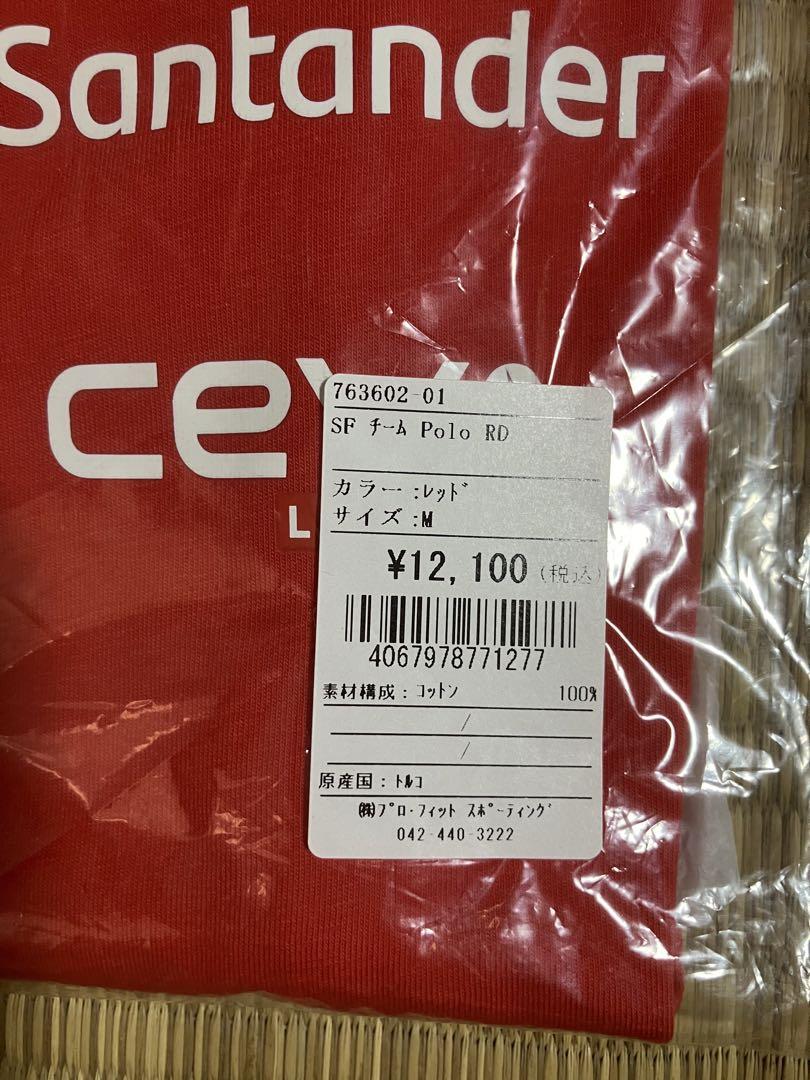 Santander
763602-01
SF ﾁｰﾑ Polo RD
カラー:ﾚｯﾄﾞ
サイズ:M
¥12,100(税込)
4067978771277
素材構成:ｺｯﾄﾝ 100%
/
/
原産国:ﾄﾙｺ
㈱ﾌﾟﾛ･ﾌｨｯﾄ ｽﾎﾟｰﾃｨﾝｸﾞ
042-440-3222